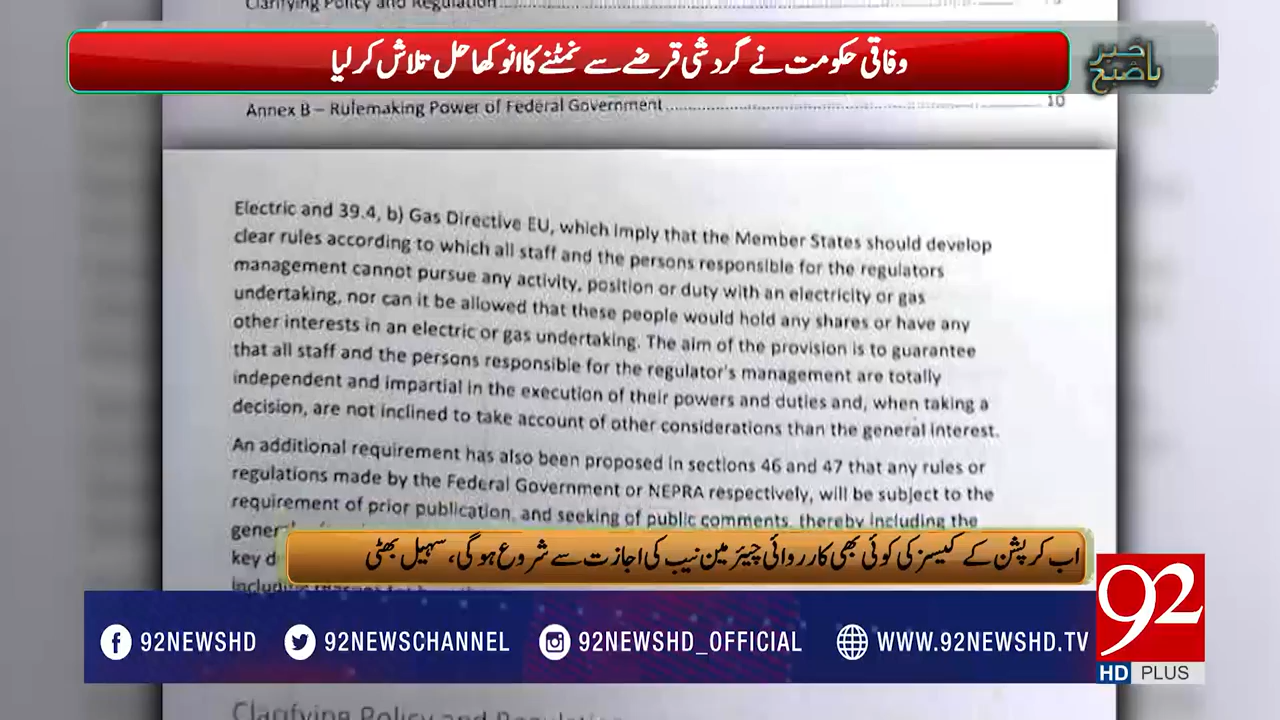 Clarifying Policy and Regulation
وفاقی حکومت نے گردشی قرضے سے نمٹنے کا انوکھا حل تلاش کر لیا
باخبر صبح
Annex B – Rulemaking Power of Federal Government 10
Electric and 39.4, b) Gas Directive EU, which imply that the Member States should develop
clear rules according to which all staff and the persons responsible for the regulators
management cannot pursue any activity, position or duty with an electricity or gas
undertaking, nor can it be allowed that these people would hold any shares or have any
other interests in an electric or gas undertaking. The aim of the provision is to guarantee
that all staff and the persons responsible for the regulator's management are totally
independent and impartial in the execution of their powers and duties and, when taking a
decision, are not inclined to take account of other considerations than the general interest.
An additional requirement has also been proposed in sections 46 and 47 that any rules or
regulations made by the Federal Government or NEPRA respectively, will be subject to the
requirement of prior publication, and seeking of public comments, thereby including the
اب کرپشن کے کیسز کی کوئی بھی کارروائی چیئرمین نیب کی اجازت سے شروع ہوگی، سہیل بھٹی
key d
92NEWSHD 92NEWSCHANNEL 92NEWSHD_OFFICIAL WWW.92NEWSHD.TV
92
HD PLUS
Clarifying Policy and